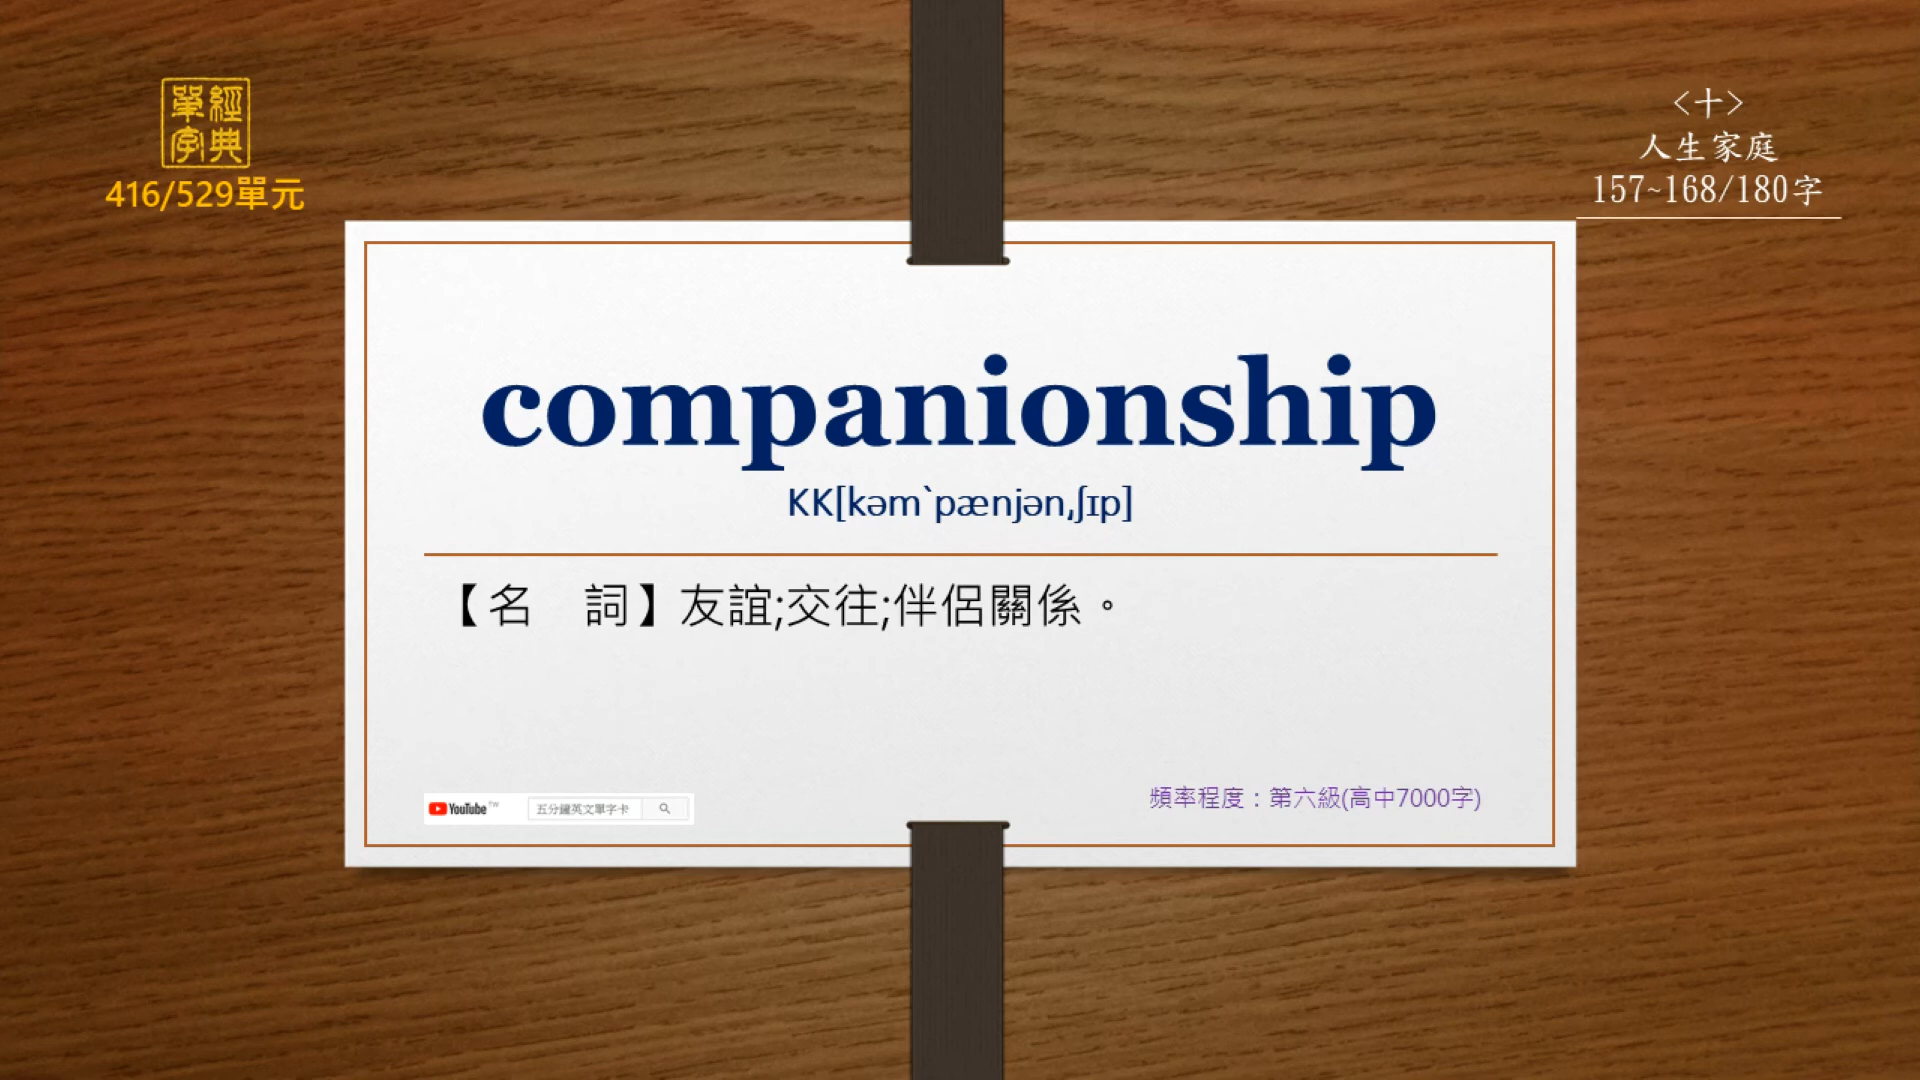 經典
單字
416/529單元
<十>
人生家庭
157~168/180字
companionship
KK[kəm`pænjən,ʃɪp]
【名　詞】友誼;交往;伴侶關係。
YouTube TW
五分鐘英文單字卡
頻率程度：第六級(高中7000字)